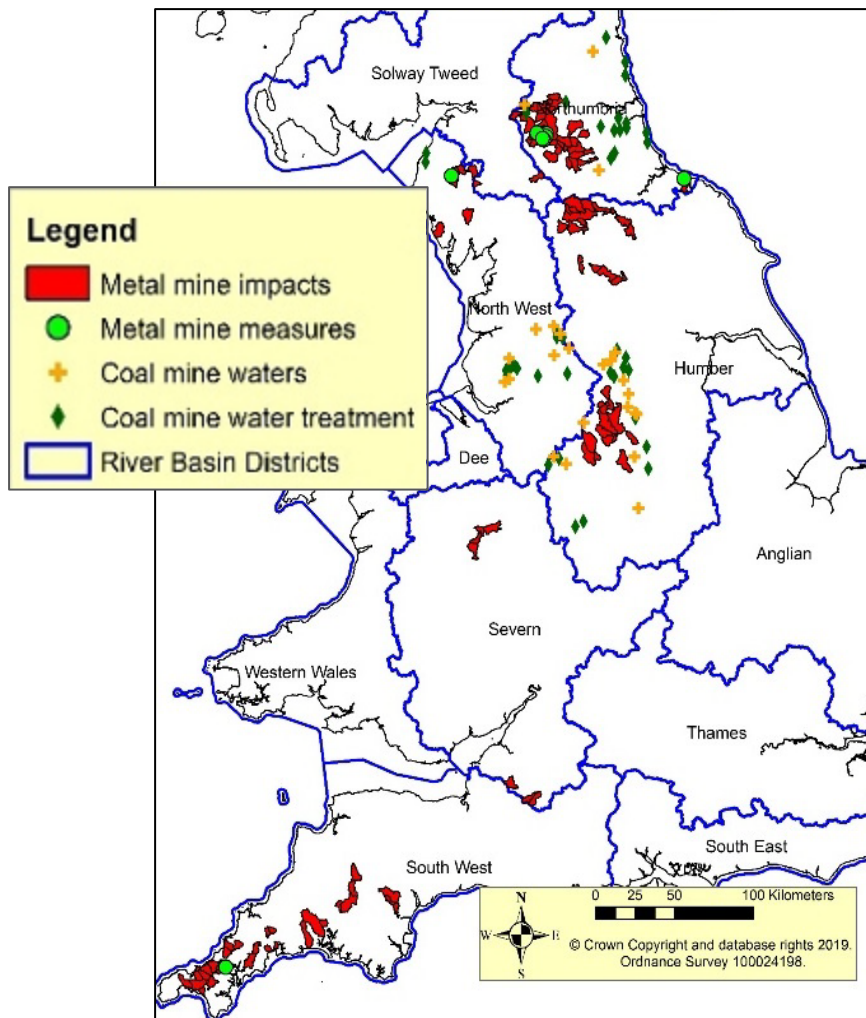 Solway Tweed
Northumbria
Legend
Metal mine impacts
Metal mine measures
Coal mine waters
Coal mine water treatment
River Basin Districts
North West
Humber
Dee
Anglian
Severn
Western Wales
Thames
South East
South West
0 25 50 100 Kilometers
N
W E
S
© Crown Copyright and database rights 2019.
Ordnance Survey 100024198.